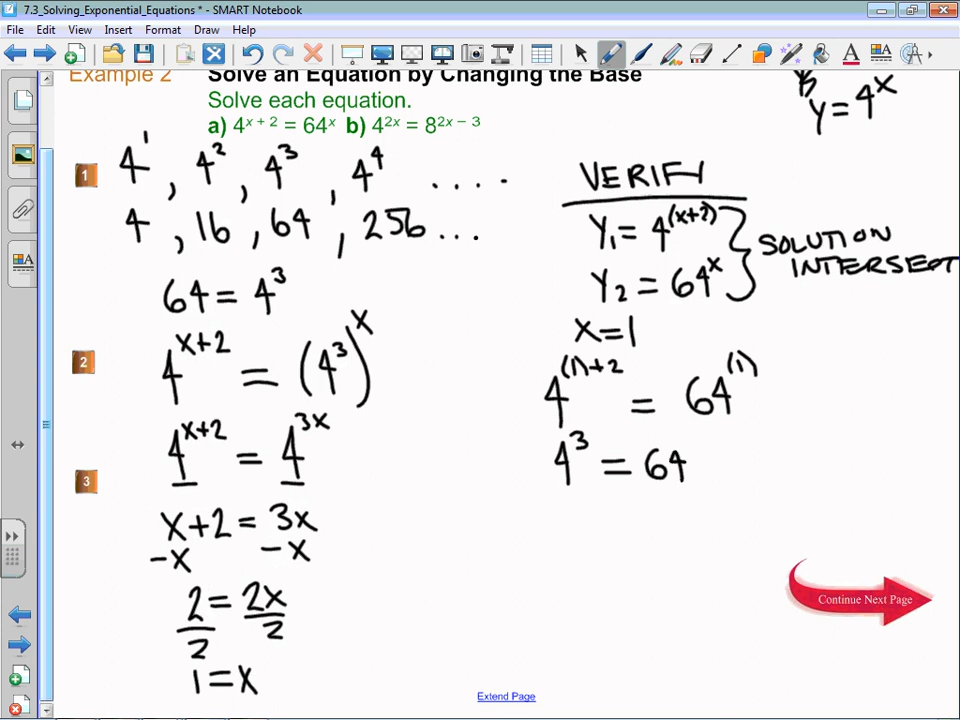 7.3_Solving_Exponential_Equations * - SMART Notebook
File Edit View Insert Format Draw Help
Example 2 Solve an Equation by Changing the Base
Solve each equation.
a) 4^(x + 2) = 64^x b) 4^(2x) = 8^(2x − 3)
y = 4^x
1
4^1 , 4^2 , 4^3 , 4^4 ....
4 , 16 , 64 , 256 ...
64 = 4^3
2
4^(x+2) = (4^3)^x
4^(x+2) = 4^(3x)
3
x+2 = 3x
-x -x
2/2 = 2x/2
1 = x
VERIFY
Y₁ = 4^(x+2)
Y₂ = 64^x
SOLUTION
INTERSECT
x=1
4^((1)+2) = 64^(1)
4^3 = 64
Continue Next Page
Extend Page